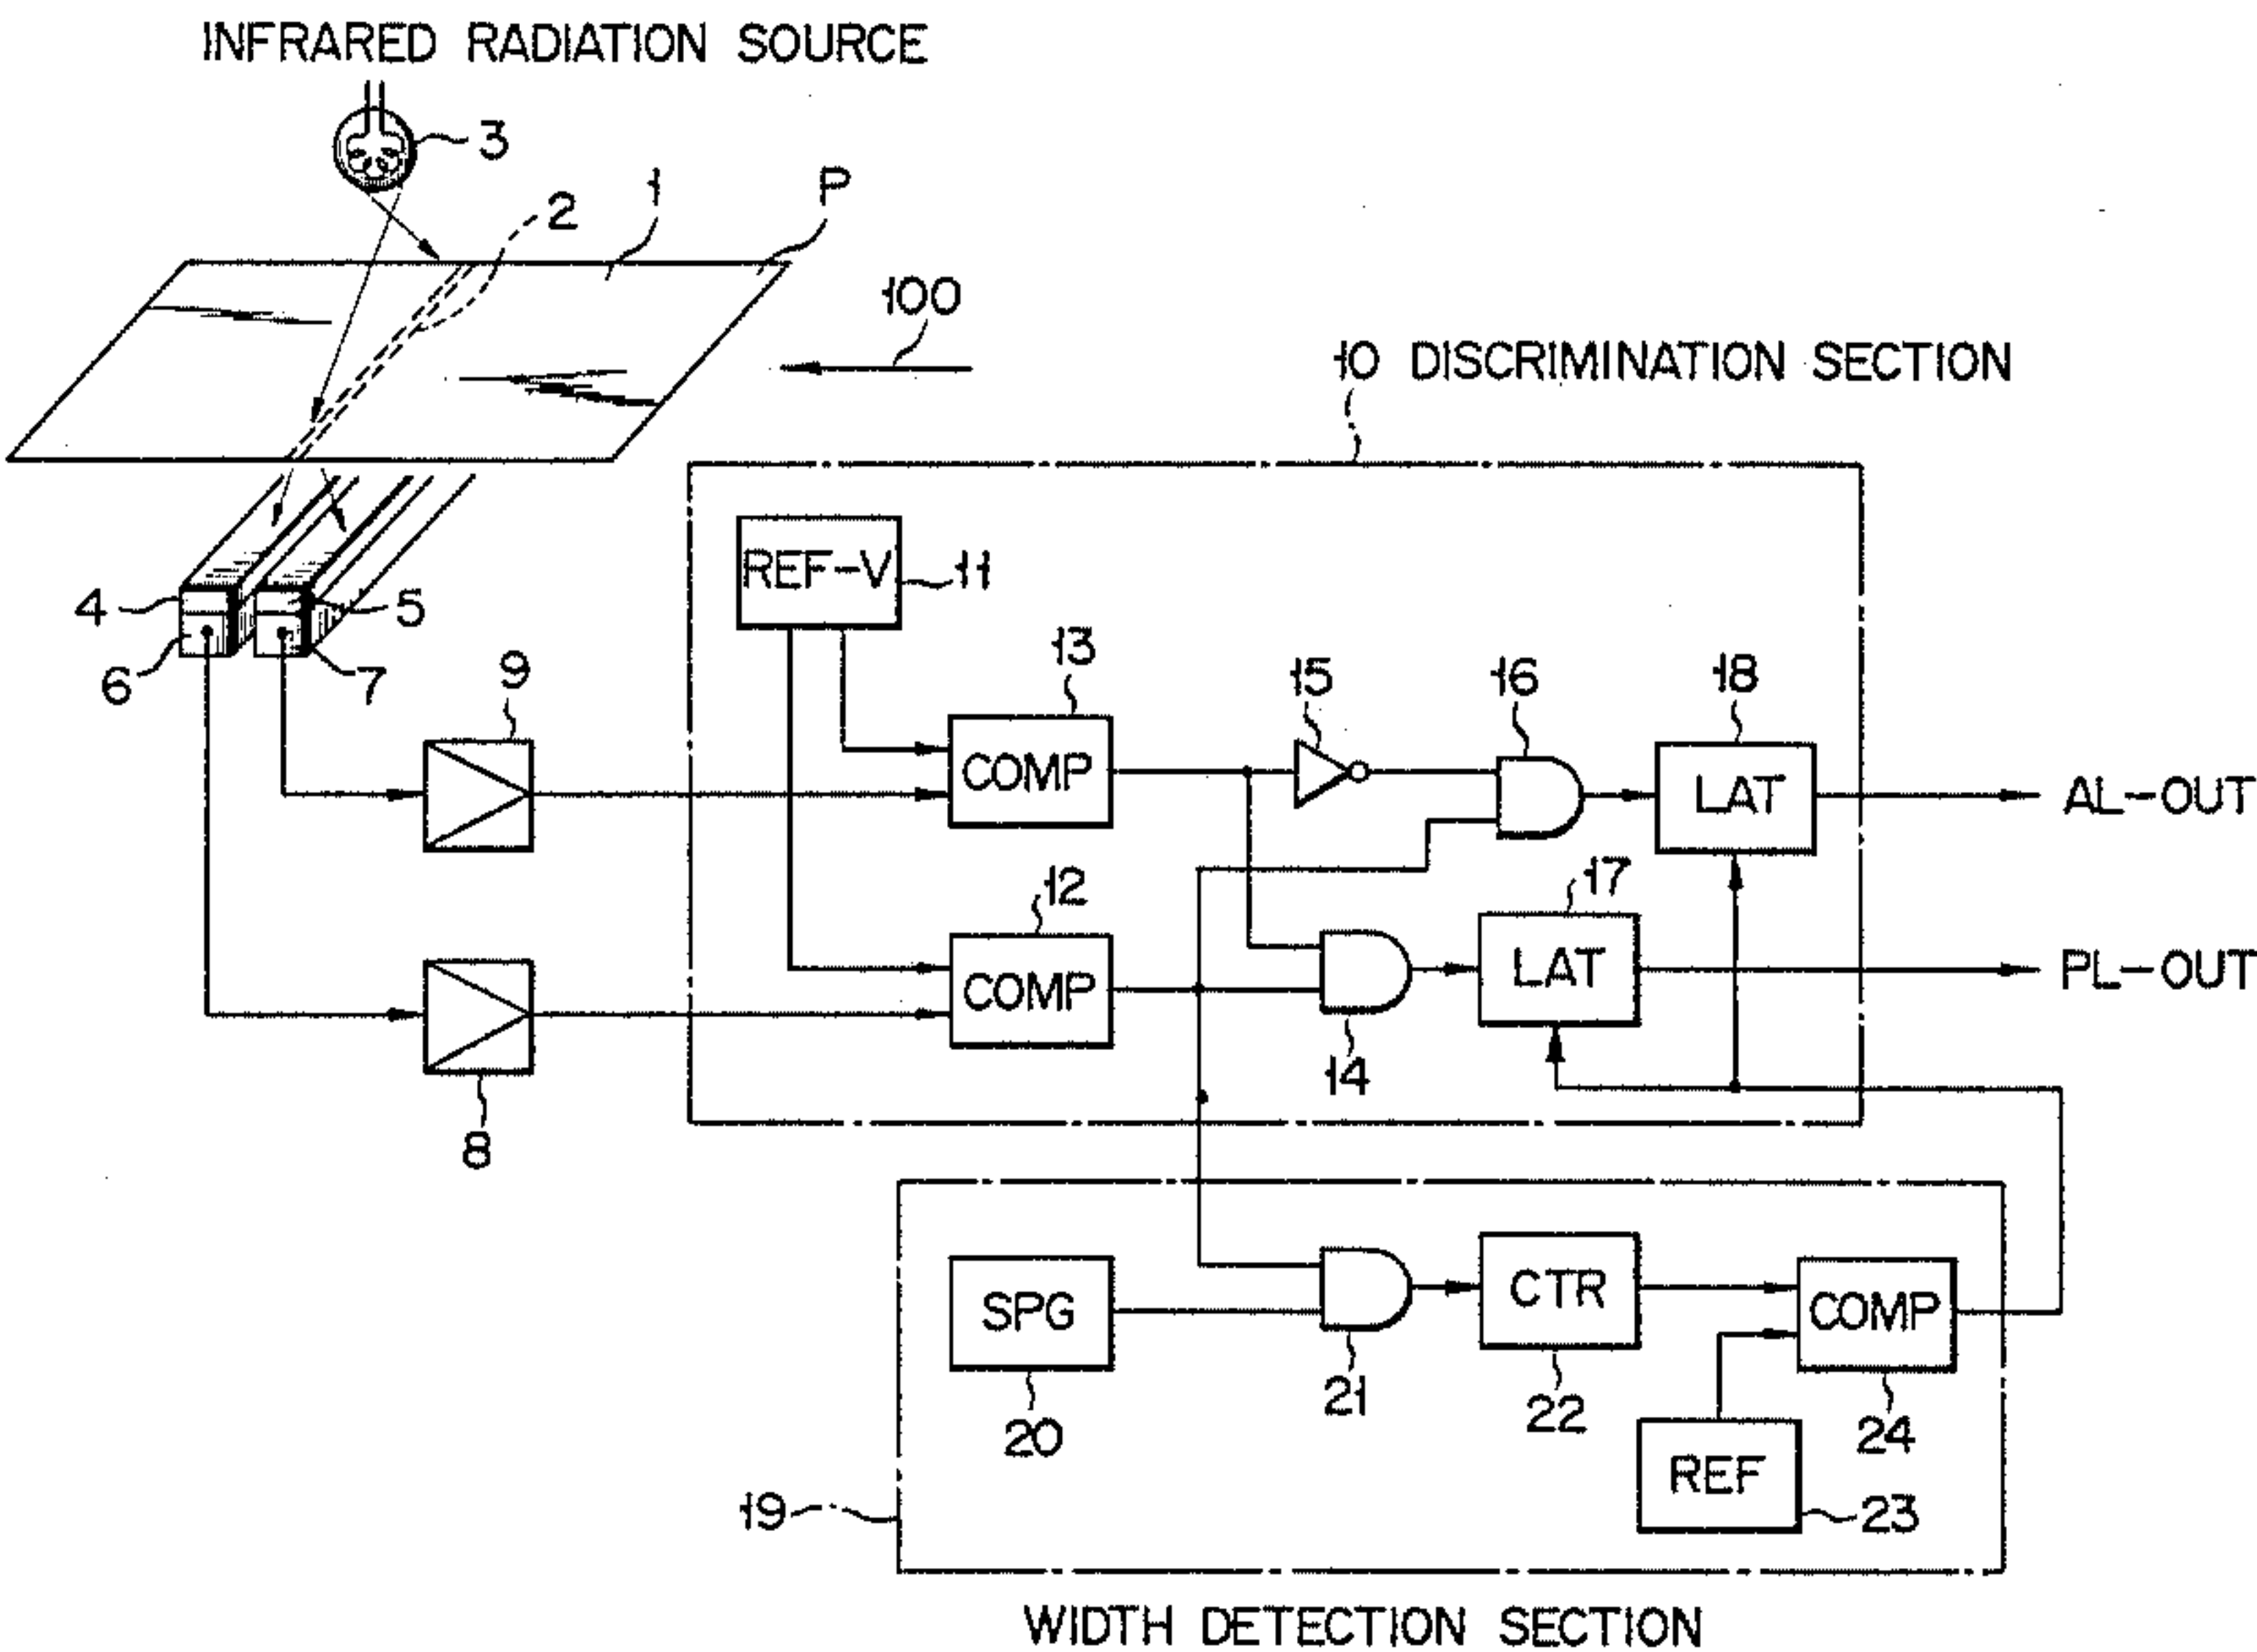 INFRARED RADIATION SOURCE
3
1
P
2
100
10 DISCRIMINATION SECTION
REF-V
11
4
5
6
7
9
13
15
16
18
COMP
LAT
AL-OUT
12
17
COMP
LAT
PL-OUT
14
8
SPG
CTR
COMP
20
21
22
24
REF
19
23
WIDTH DETECTION SECTION